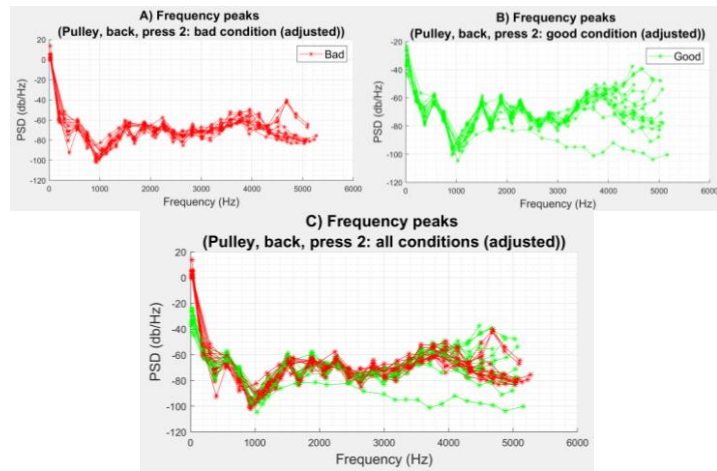 A) Frequency peaks
(Pulley, back, press 2: bad condition (adjusted))
Bad
PSD (db/Hz)
20
0
-20
-40
-60
-80
-100
-120
0 1000 2000 3000 4000 5000 6000
Frequency (Hz)
B) Frequency peaks
(Pulley, back, press 2: good condition (adjusted))
Good
PSD (db/Hz)
-20
-40
-60
-80
-100
-120
0 1000 2000 3000 4000 5000 6000
Frequency (Hz)
C) Frequency peaks
(Pulley, back, press 2: all conditions (adjusted))
PSD (db/Hz)
20
0
-20
-40
-60
-80
-100
-120
0 1000 2000 3000 4000 5000 6000
Frequency (Hz)